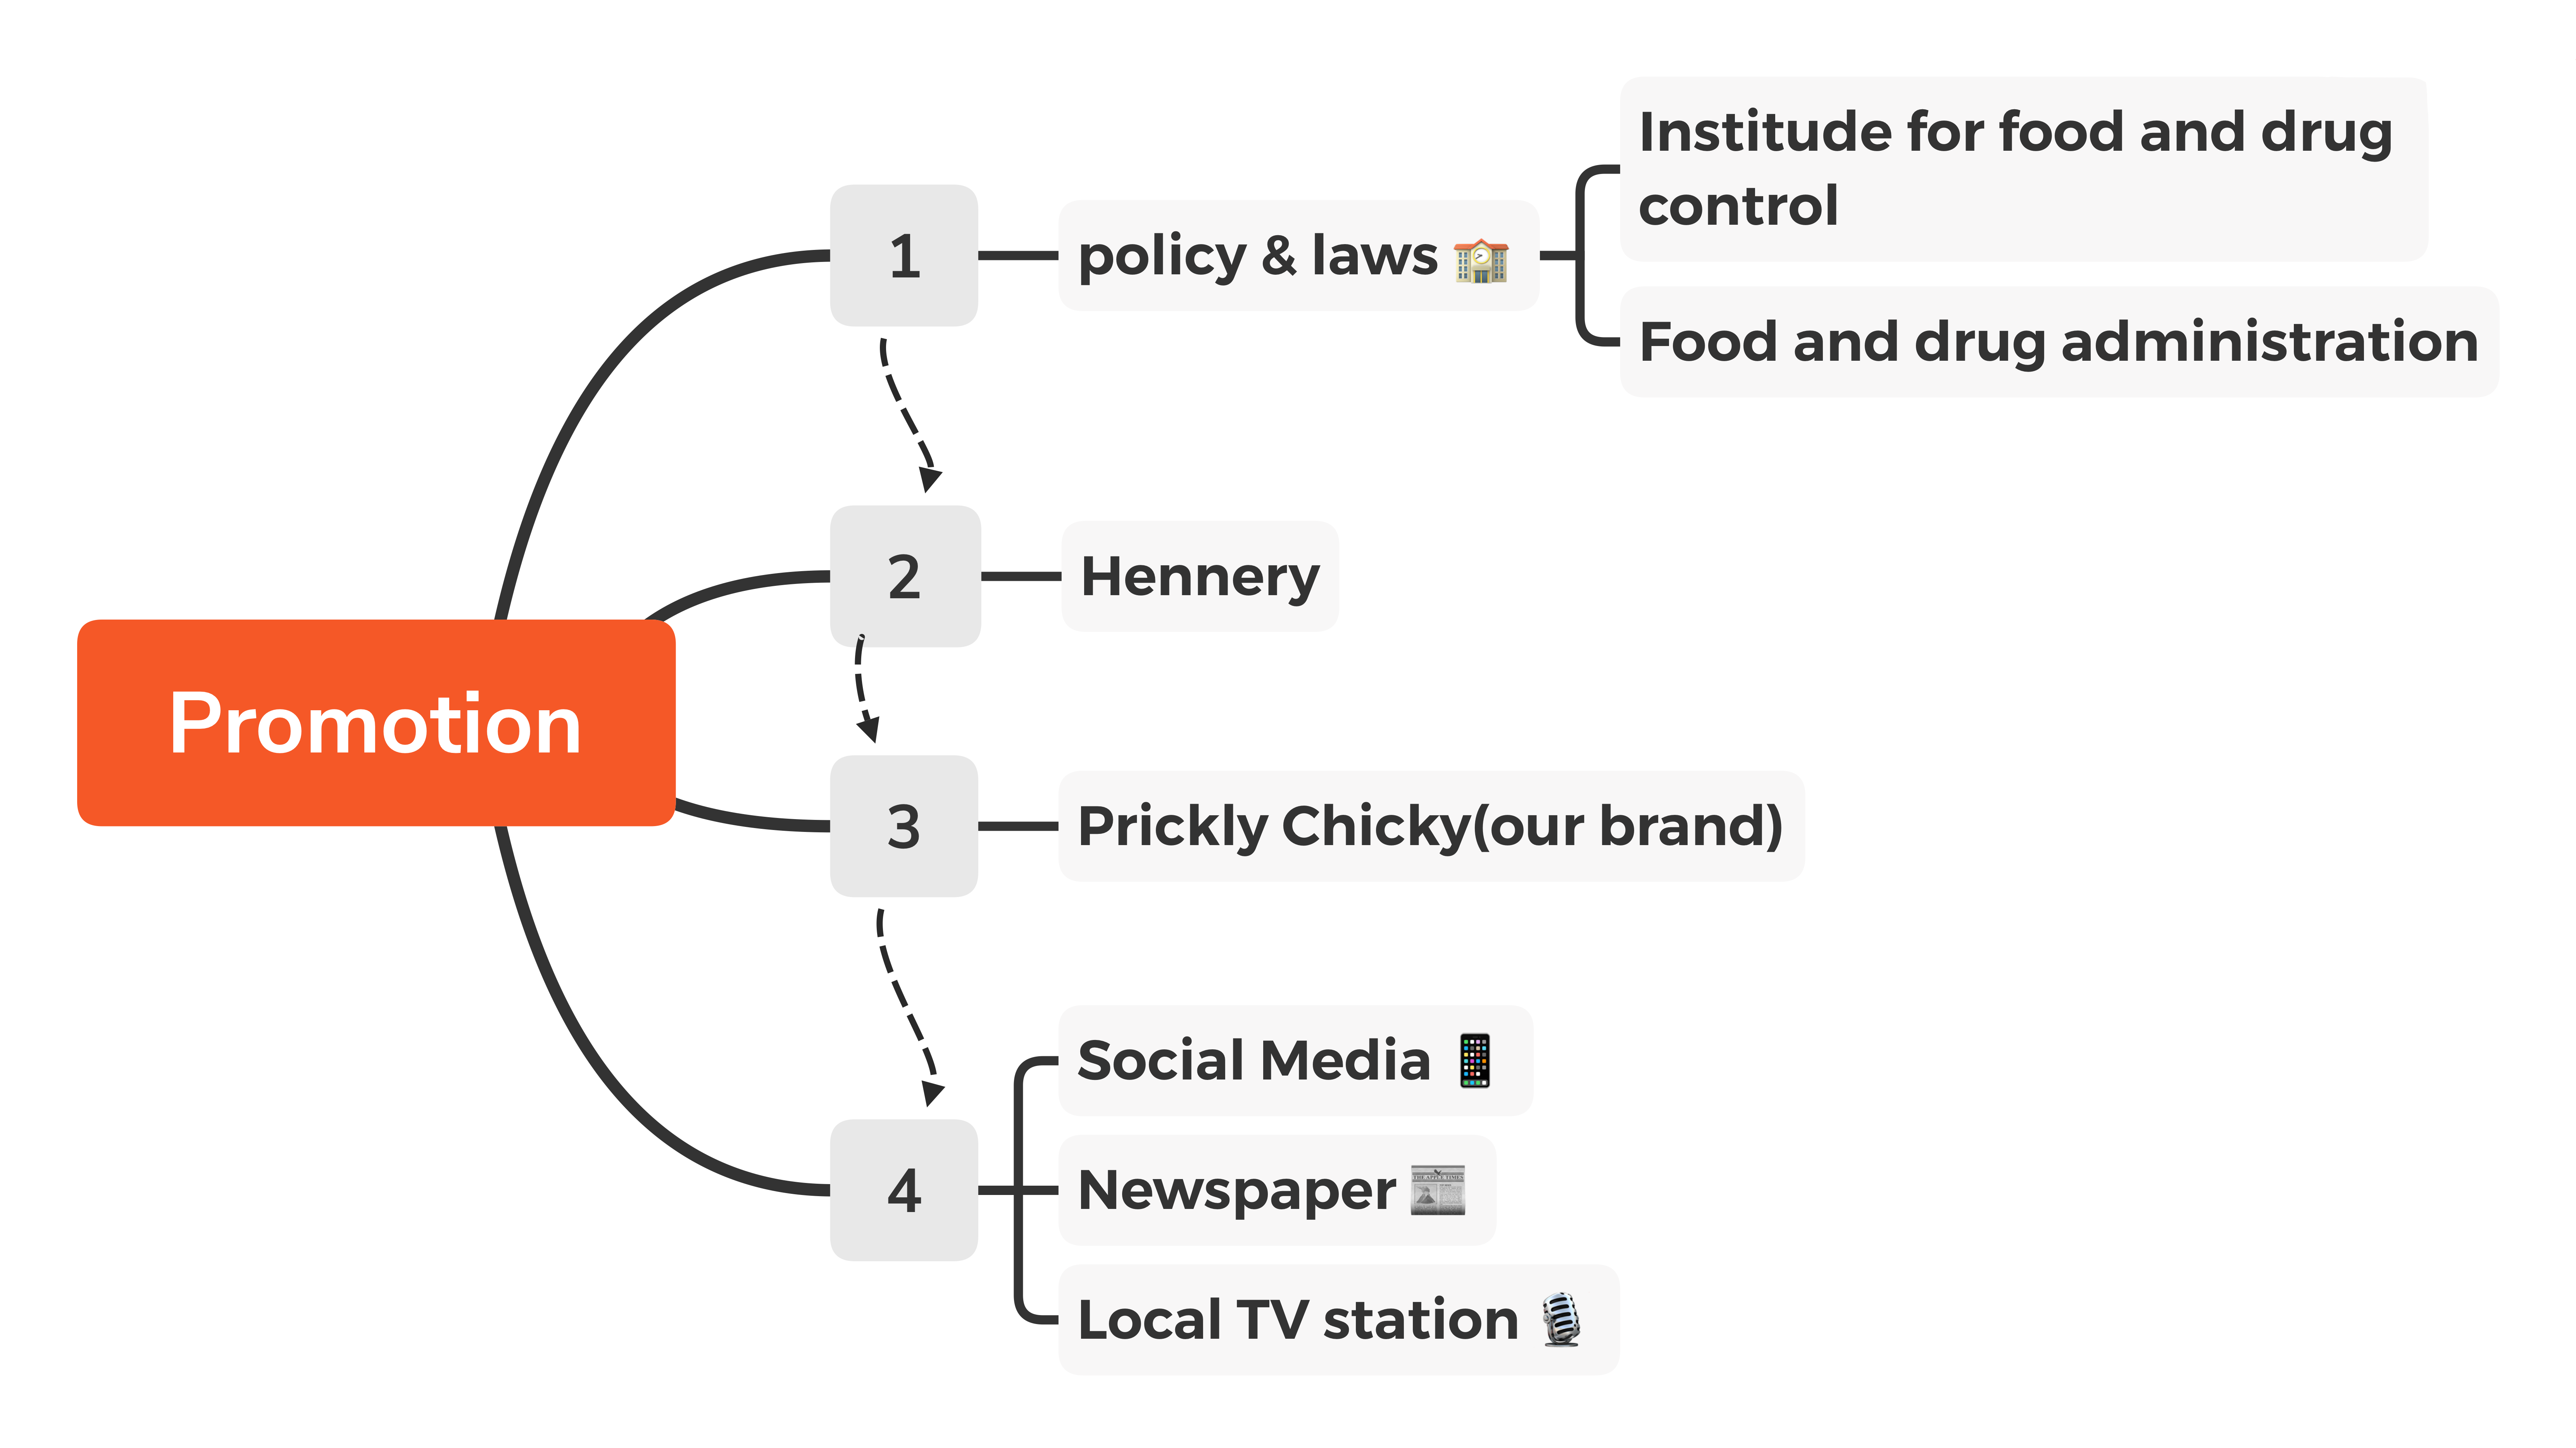 Institude for food and drug
control
1
policy & laws
Food and drug administration
2
Hennery
Promotion
3
Prickly Chicky(our brand)
Social Media
4
Newspaper
Local TV station